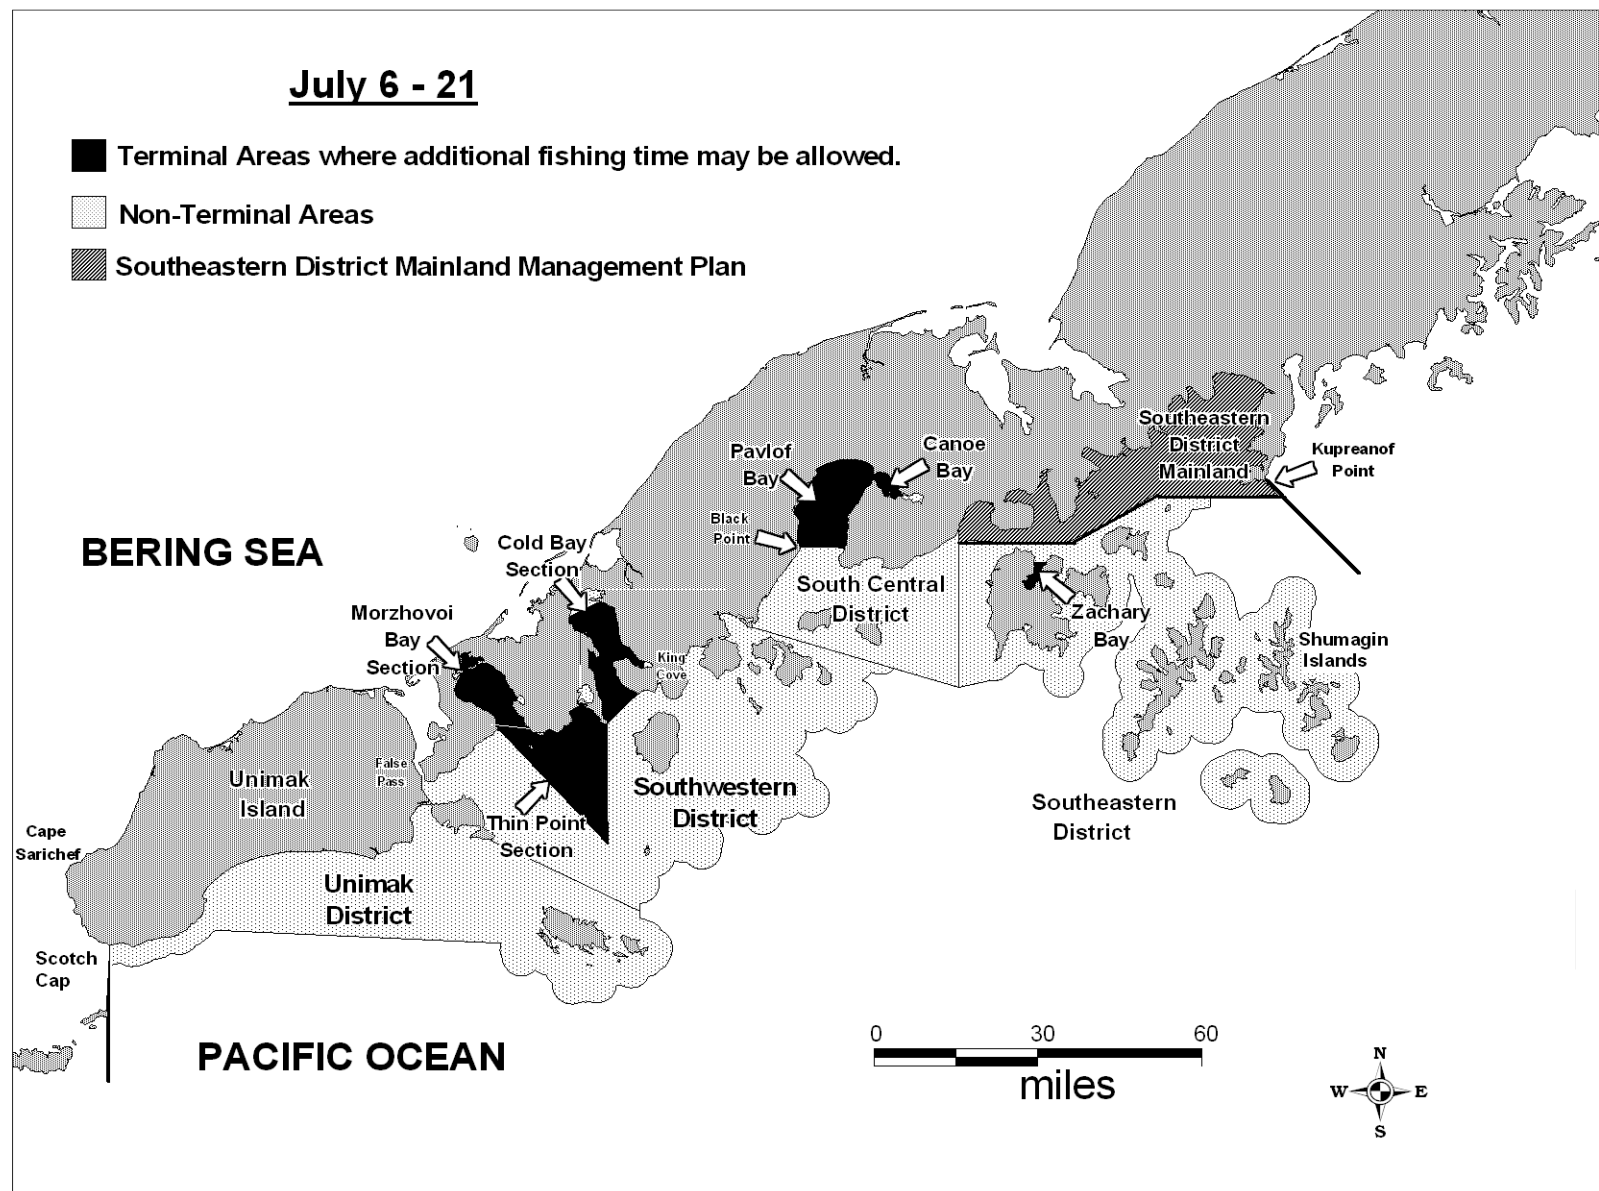 July 6 - 21
Terminal Areas where additional fishing time may be allowed.
Non-Terminal Areas
Southeastern District Mainland Management Plan
Southeastern
District
Mainland
Kupreanof
Point
Pavlof
Bay
Canoe
Bay
Black
Point
Cold Bay
Section
BERING SEA
South Central
District
Morzhovoi
Bay
Section
Zachary
Bay
Shumagin
Islands
King
Cove
False
Pass
Unimak
Island
Southwestern
District
Southeastern
District
Thin Point
Section
Cape
Sarichef
Unimak
District
Scotch
Cap
PACIFIC OCEAN
0 30 60
miles
N
W E
S